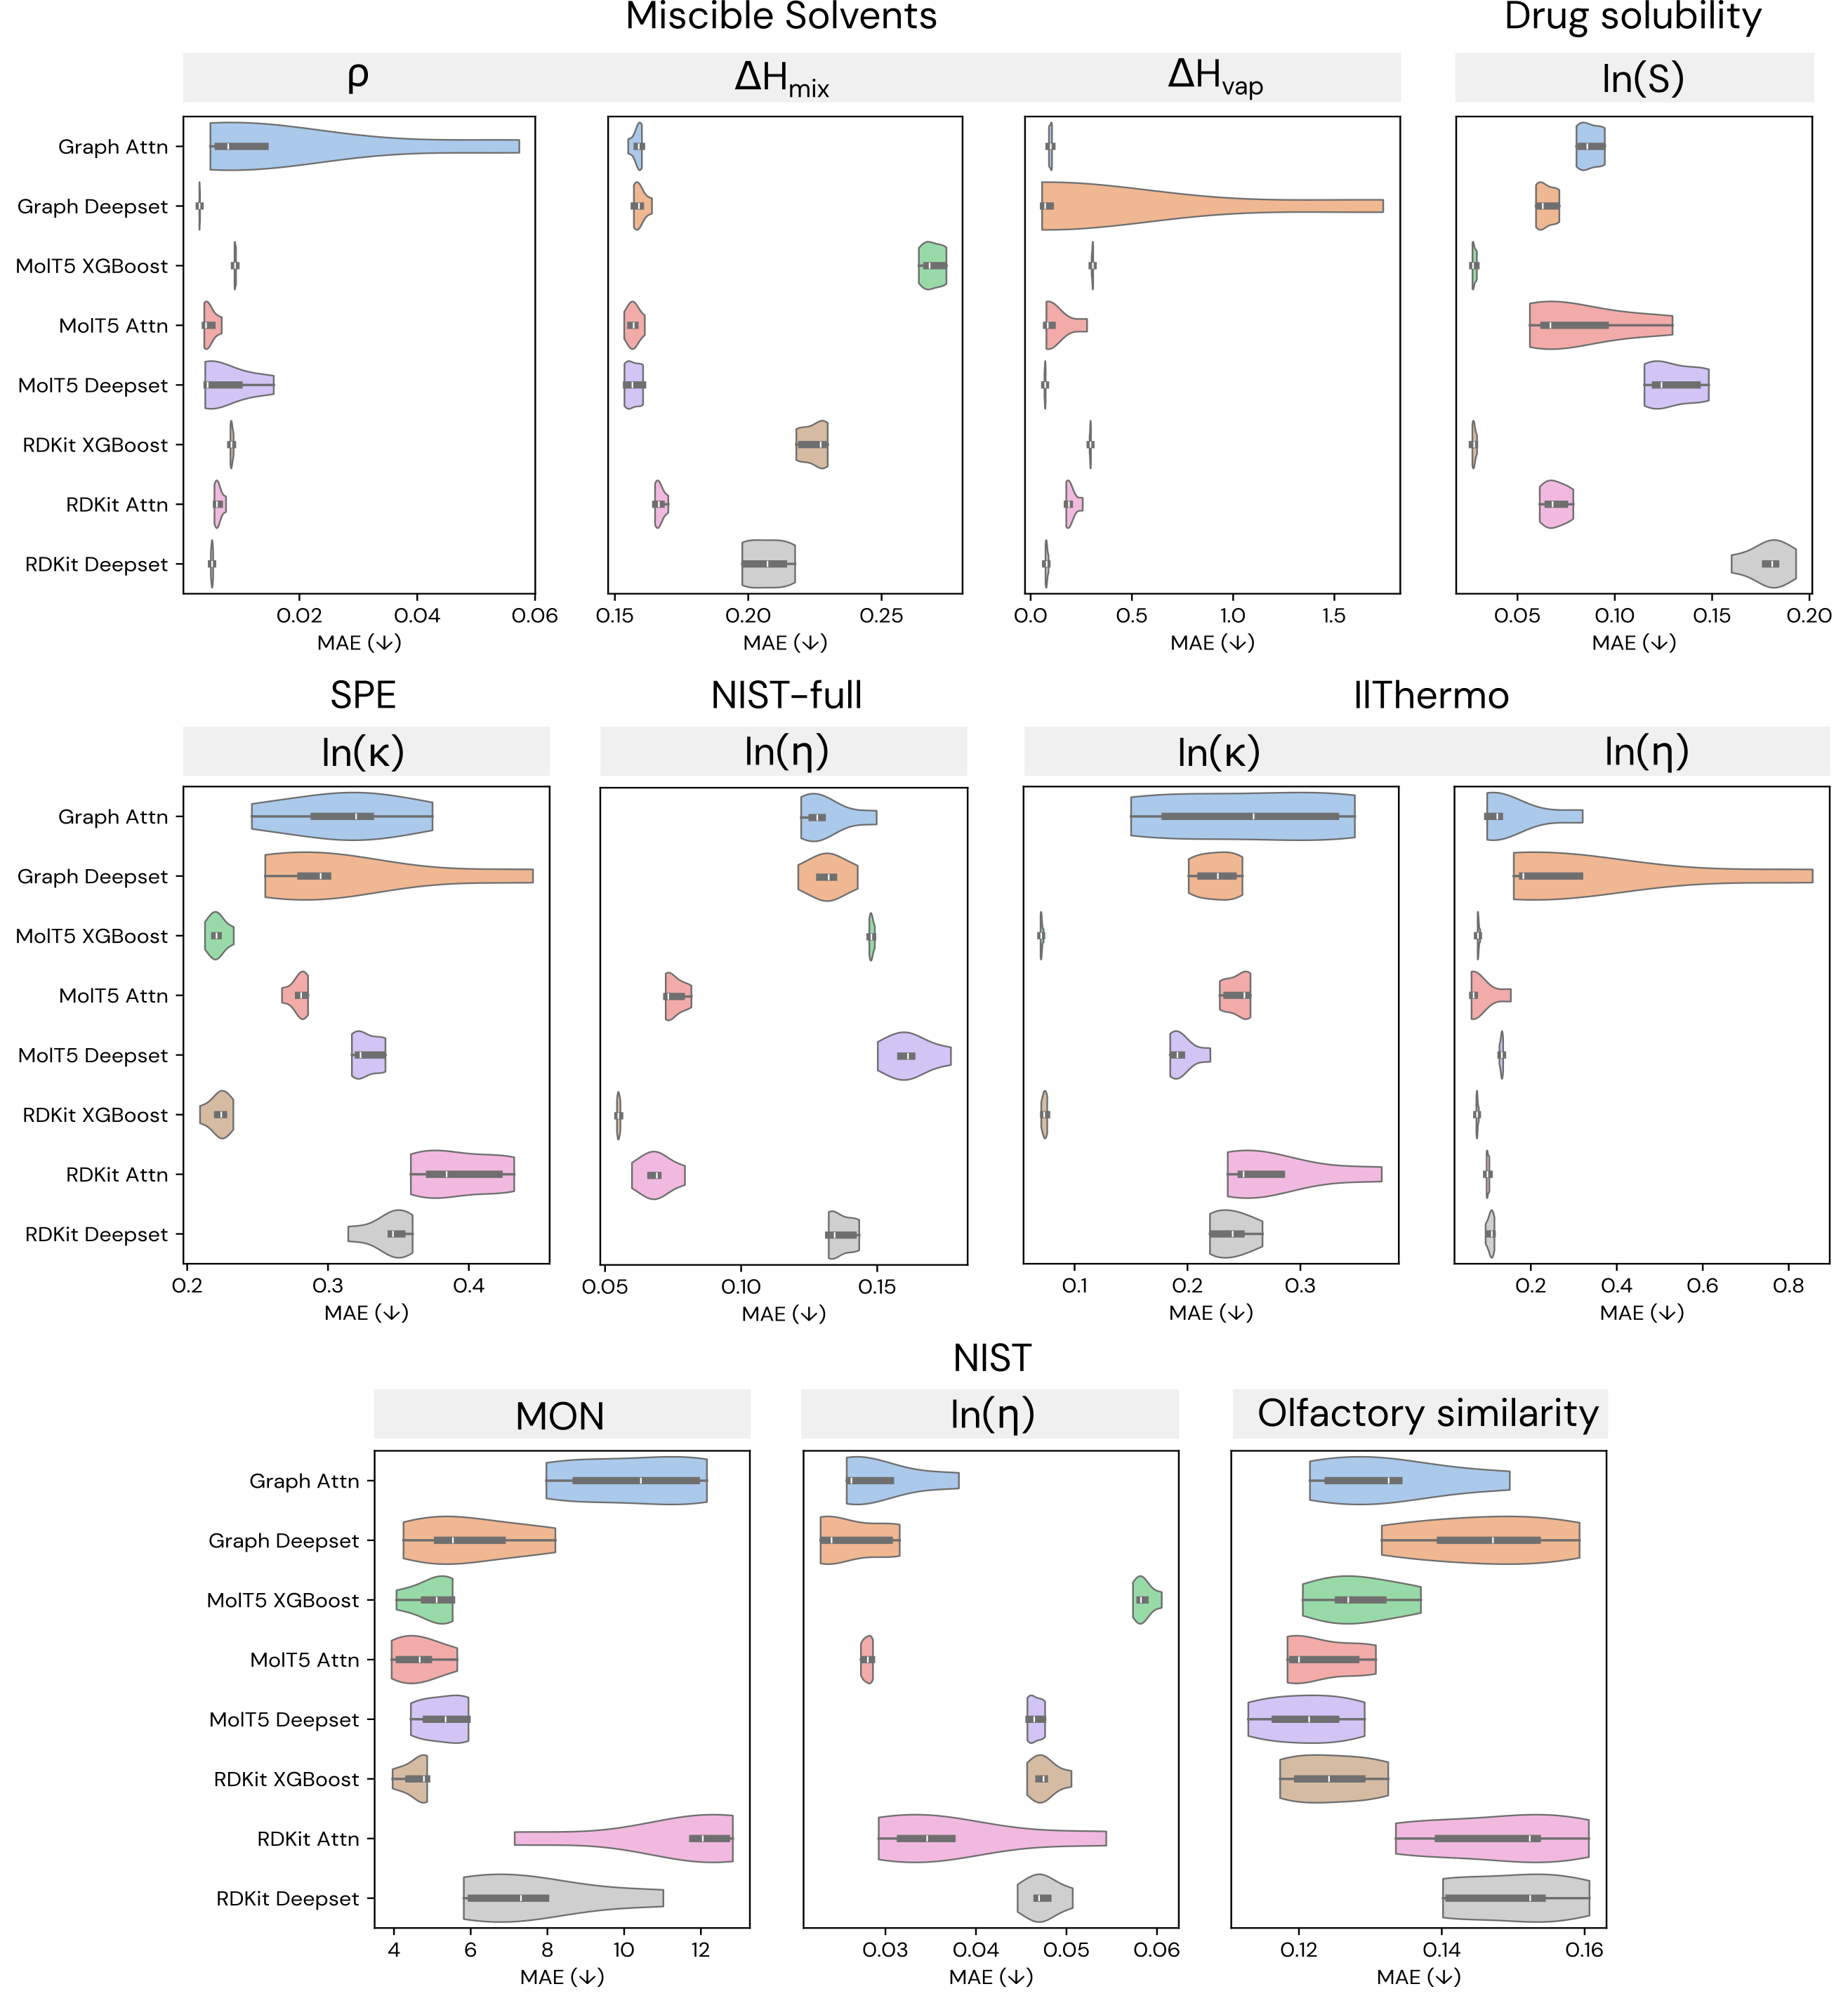 Miscible Solvents
Drug solubility
ρ
ΔHmix
ΔHvap
ln(S)
Graph Attn
Graph Deepset
MolT5 XGBoost
MolT5 Attn
MolT5 Deepset
RDKit XGBoost
RDKit Attn
RDKit Deepset
0.02 0.04 0.06
0.15 0.20 0.25
0.0 0.5 1.0 1.5
0.05 0.10 0.15 0.20
MAE (↓)
MAE (↓)
MAE (↓)
MAE (↓)
SPE
NIST-full
IlThermo
ln(κ)
ln(η)
ln(κ)
ln(η)
Graph Attn
Graph Deepset
MolT5 XGBoost
MolT5 Attn
MolT5 Deepset
RDKit XGBoost
RDKit Attn
RDKit Deepset
0.2 0.3 0.4
0.05 0.10 0.15
0.1 0.2 0.3
0.2 0.4 0.6 0.8
MAE (↓)
MAE (↓)
MAE (↓)
MAE (↓)
NIST
MON
ln(η)
Olfactory similarity
Graph Attn
Graph Deepset
MolT5 XGBoost
MolT5 Attn
MolT5 Deepset
RDKit XGBoost
RDKit Attn
RDKit Deepset
4 6 8 10 12
0.03 0.04 0.05 0.06
0.12 0.14 0.16
MAE (↓)
MAE (↓)
MAE (↓)